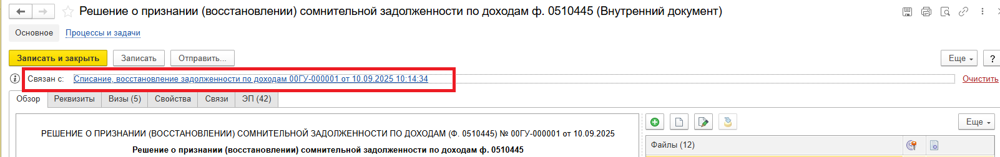 Решение о признании (восстановлении) сомнительной задолженности по доходам ф. 0510445 (Внутренний документ)
Основное Процессы и задачи
Записать и закрыть Записать Отправить... Еще ?
Связан с: Списание, восстановление задолженности по доходам 00ГУ-000001 от 10.09.2025 10:14:34 Очистить
Обзор Реквизиты Визы (5) Свойства Связи ЭП (42)
Еще
РЕШЕНИЕ О ПРИЗНАНИИ (ВОССТАНОВЛЕНИИ) СОМНИТЕЛЬНОЙ ЗАДОЛЖЕННОСТИ ПО ДОХОДАМ (Ф. 0510445) № 00ГУ-000001 от 10.09.2025
Файлы (12)
Решение о признании (восстановлении) сомнительной задолженности по доходам ф. 0510445